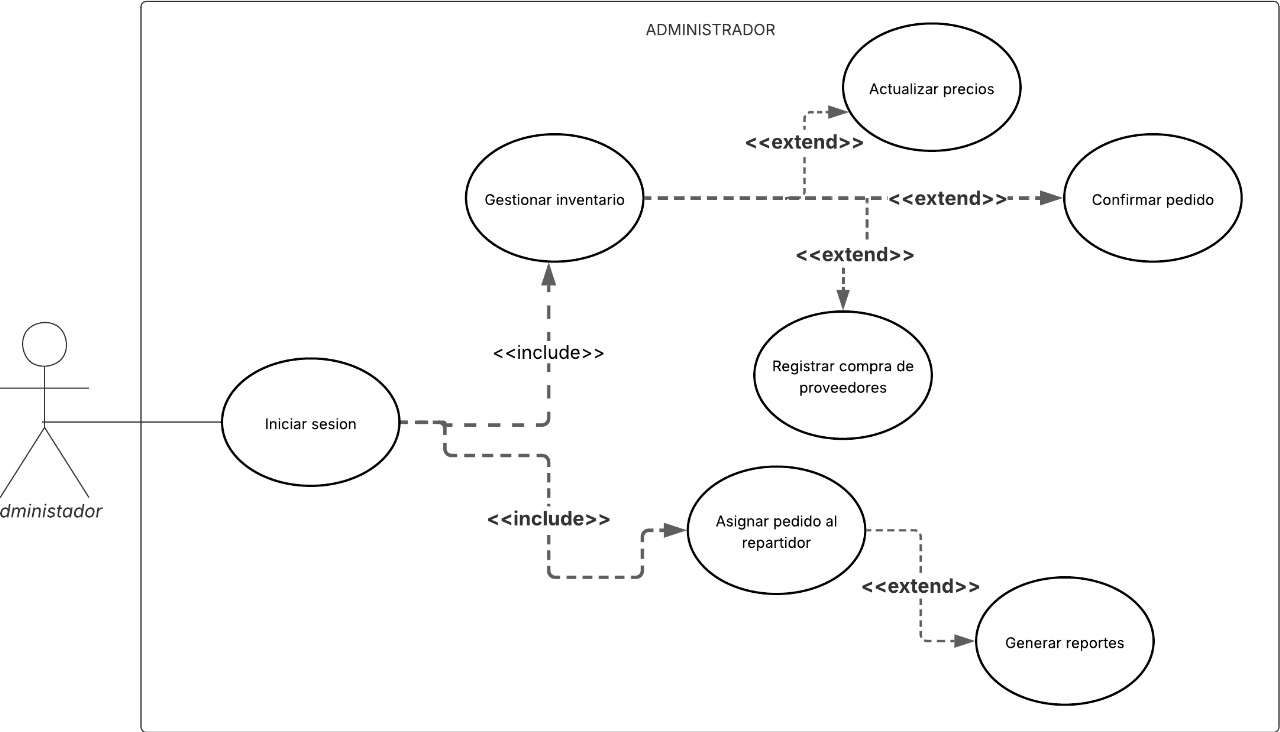 ADMINISTRADOR
Actualizar precios
<<extend>>
Gestionar inventario
<<extend>>
Confirmar pedido
<<extend>>
<<include>>
Registrar compra de
proveedores
Iniciar sesion
dministador
<<include>>
Asignar pedido al
repartidor
<<extend>>
Generar reportes